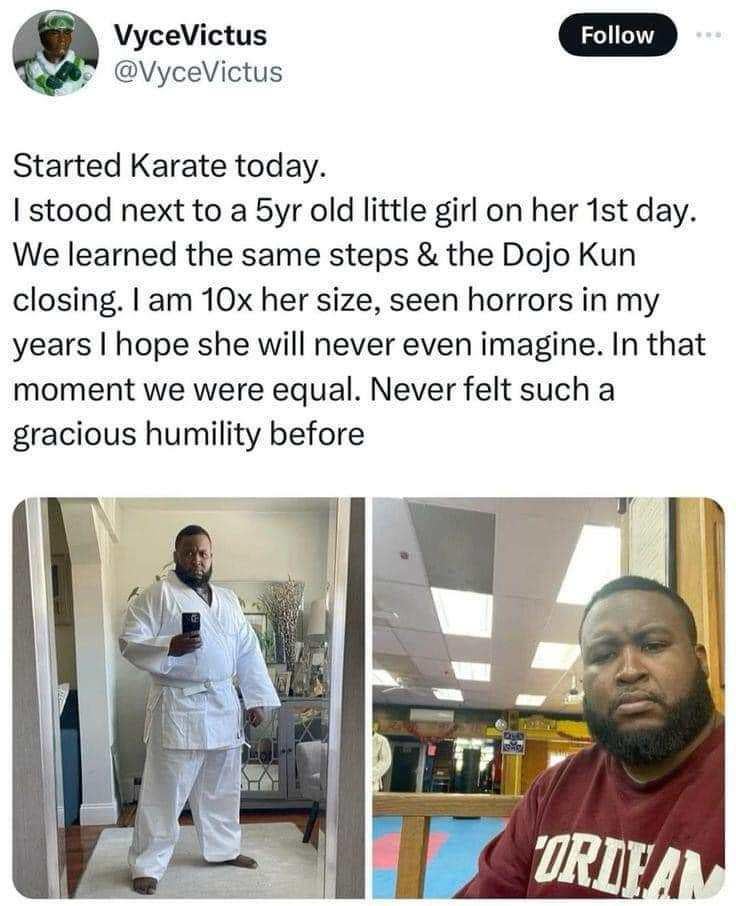 VyceVictus
@VyceVictus
Follow
Started Karate today.
I stood next to a 5yr old little girl on her 1st day.
We learned the same steps & the Dojo Kun
closing. I am 10x her size, seen horrors in my
years I hope she will never even imagine. In that
moment we were equal. Never felt such a
gracious humility before